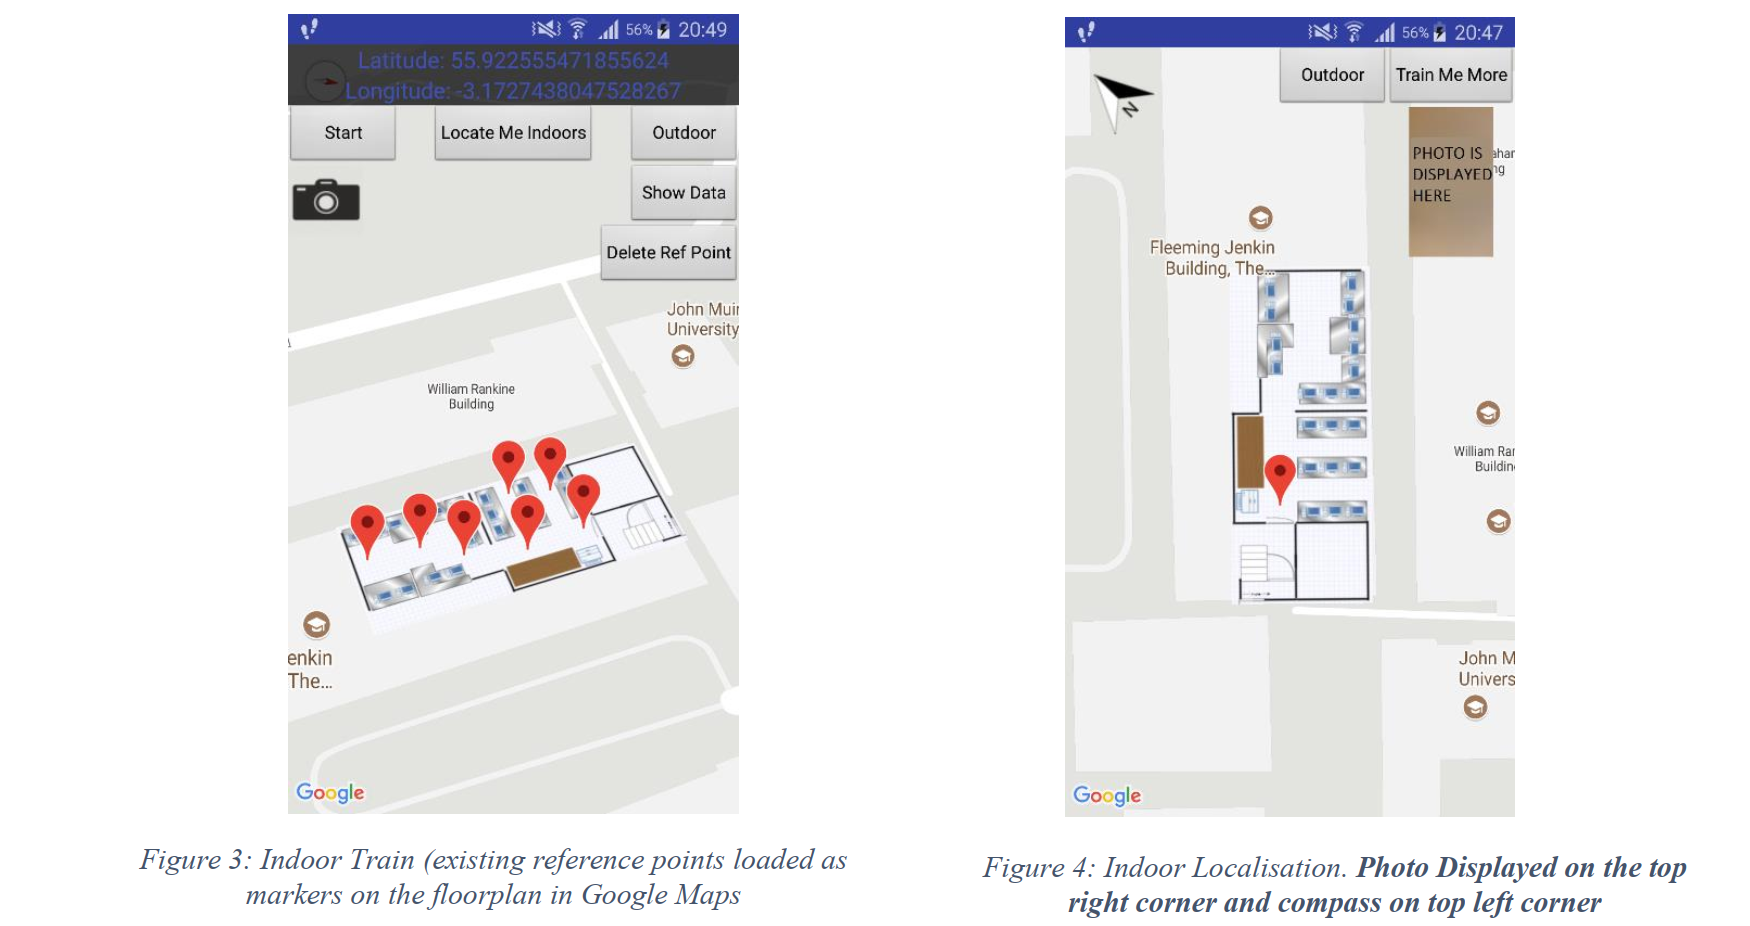 56% 20:49
Latitude: 55.922555471855624
Longitude: -3.1727438047528267
Start
Locate Me Indoors
Outdoor
Show Data
Delete Ref Point
John Muir
University
William Rankine
Building
enkin
The...
Google
Figure 3: Indoor Train (existing reference points loaded as
markers on the floorplan in Google Maps
56% 20:47
Outdoor
Train Me More
N
PHOTO IS
DISPLAYED
HERE
ahar
ng
Fleeming Jenkin
Building, The...
William Rar
Buildin
John M
Univers
Google
Figure 4: Indoor Localisation. Photo Displayed on the top
right corner and compass on top left corner